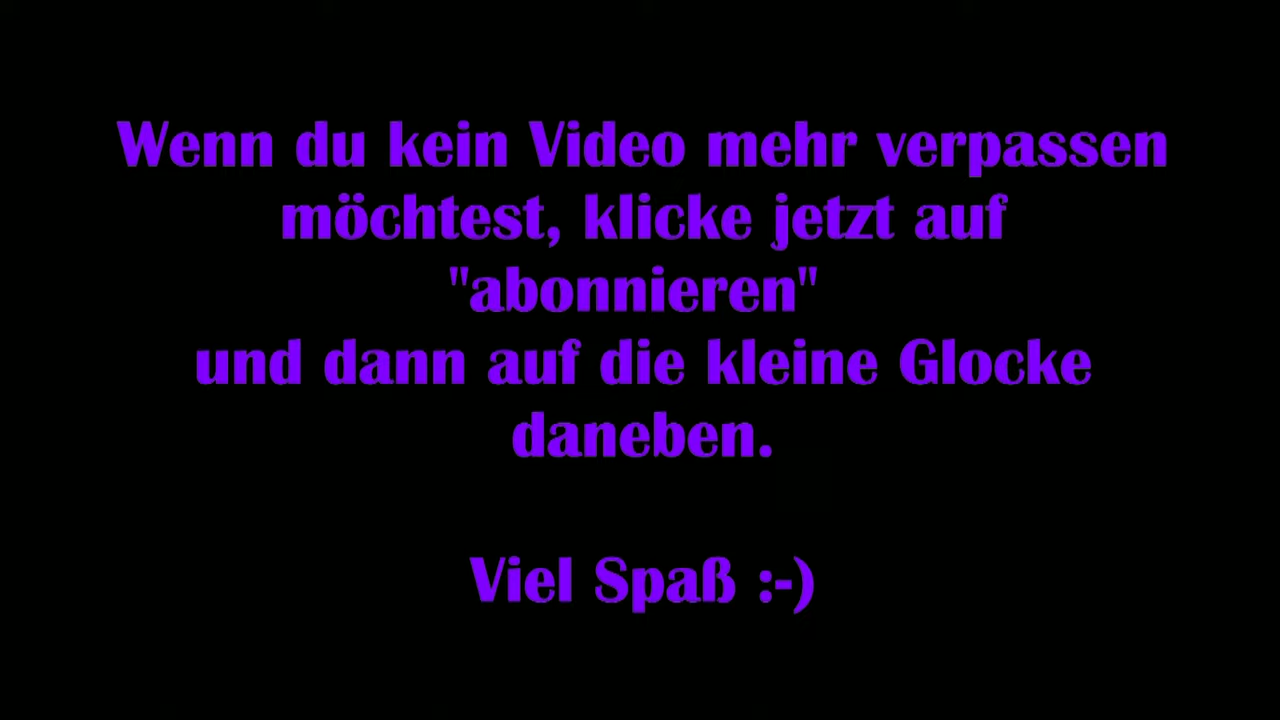 Wenn du kein Video mehr verpassen
möchtest, klicke jetzt auf
"abonnieren"
und dann auf die kleine Glocke
daneben.
Viel Spaß :-)